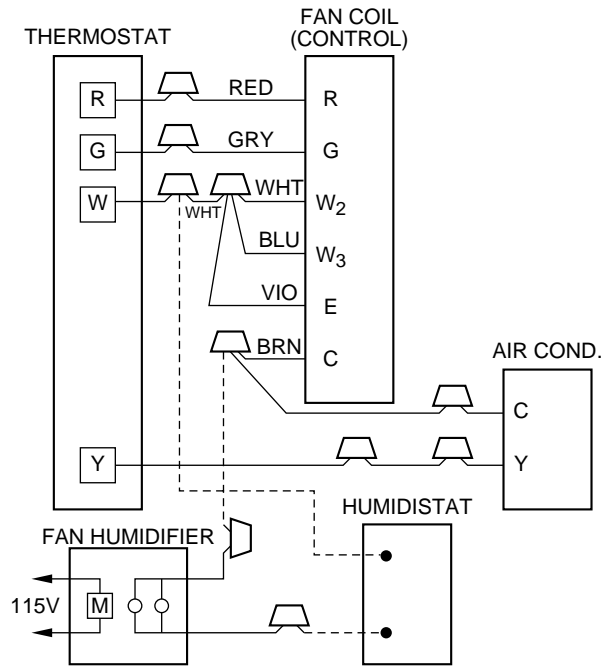 THERMOSTAT
FAN COIL
(CONTROL)
R
RED
R
G
GRY
G
W
WHT
WHT
W2
BLU
W3
VIO
E
BRN
C
AIR COND.
C
Y
Y
HUMIDISTAT
FAN HUMIDIFIER
115V
M